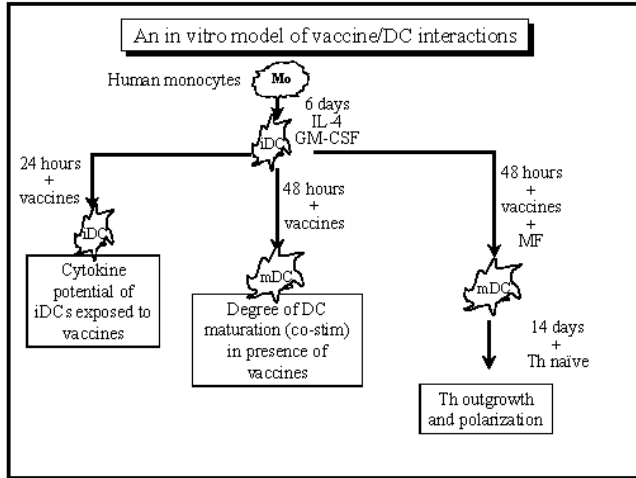 An in vitro model of vaccine/DC interactions
Human monocytes
Mo
6 days
IL-4
GM-CSF
iDC
24 hours
+
vaccines
iDC
Cytokine
potential of
iDCs exposed to
vaccines
48 hours
+
vaccines
mDC
Degree of DC
maturation (co-stim)
in presence of
vaccines
48 hours
+
vaccines
+
MF
mDC
14 days
+
Th naïve
Th outgrowth
and polarization